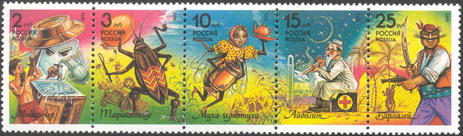 2 руб
РОССИЯ
ROSSIJA
Мойдодыр
3 руб
РОССИЯ
ROSSIJA
Тараканище
10 руб
РОССИЯ
ROSSIJA
Муха-цокотуха
15 руб
РОССИЯ
ROSSIJA
Айболит
25 руб
РОССИЯ
ROSSIJA
Бармалей